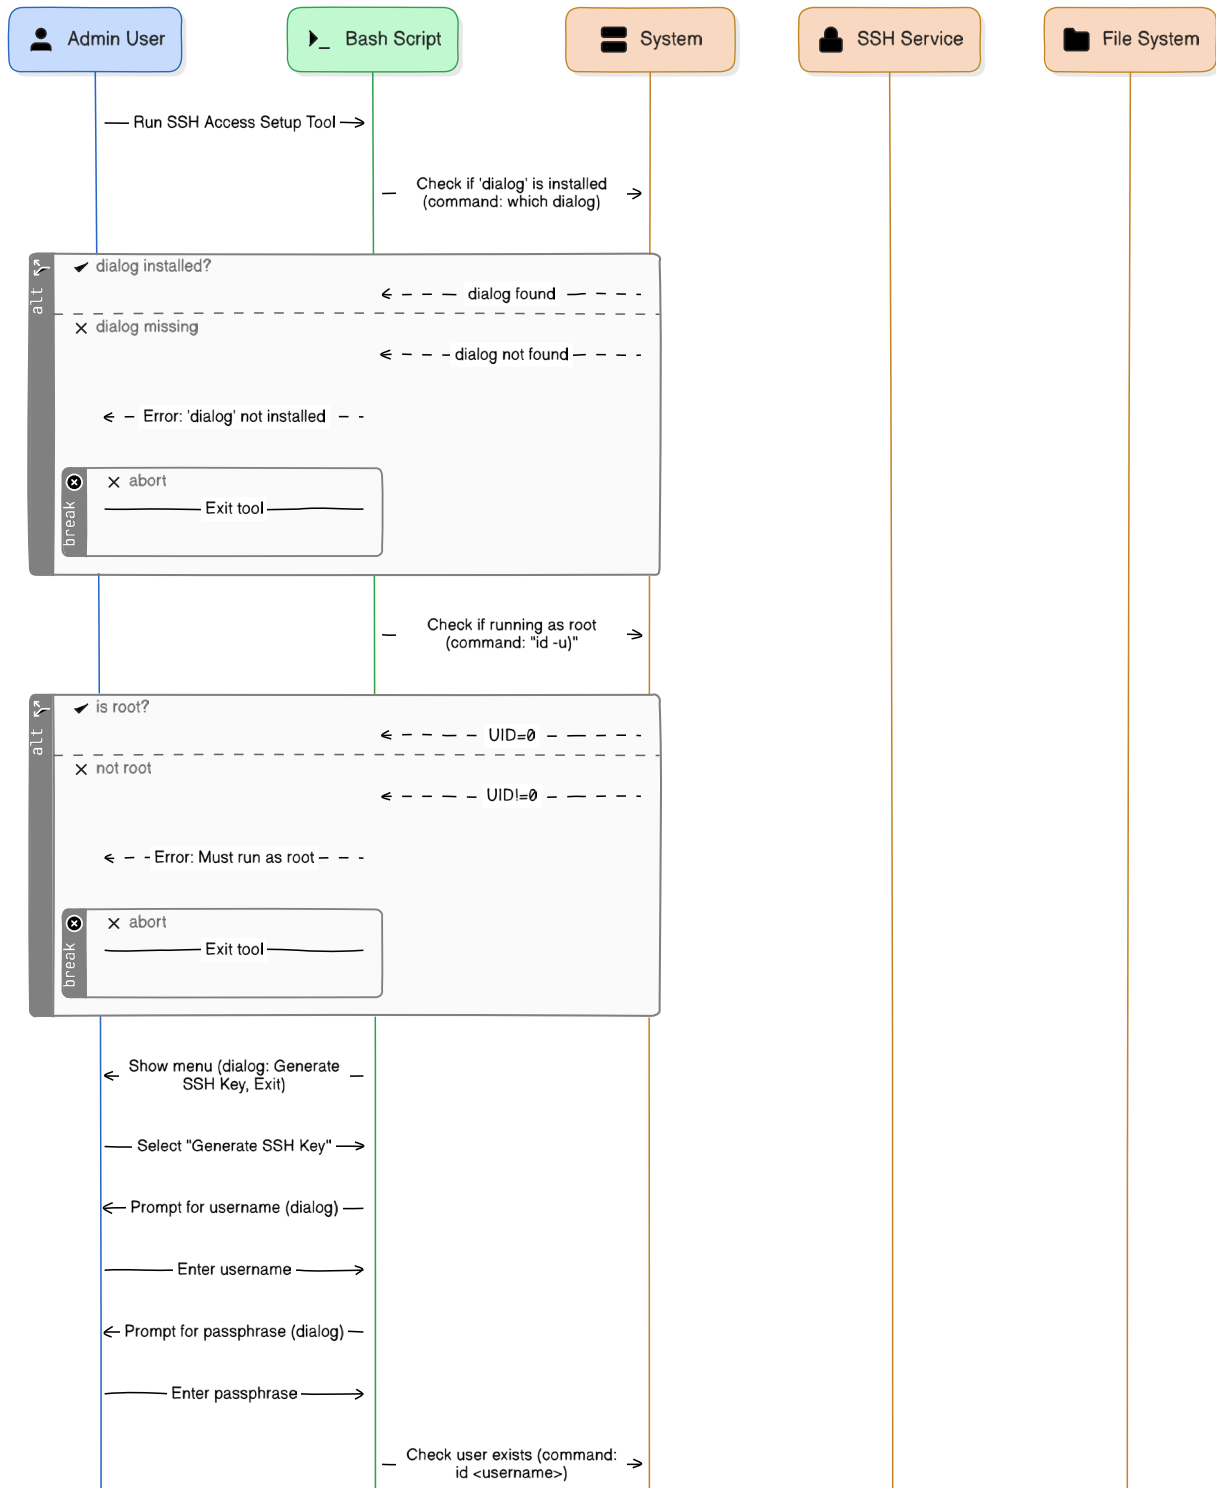 Admin User
Bash Script
System
SSH Service
File System
Run SSH Access Setup Tool
Check if 'dialog' is installed
(command: which dialog)
alt
dialog installed?
dialog found
dialog missing
dialog not found
Error: 'dialog' not installed
break
abort
Exit tool
Check if running as root
(command: "id -u)"
alt
is root?
UID=0
not root
UID!=0
Error: Must run as root
break
abort
Exit tool
Show menu (dialog: Generate
SSH Key, Exit)
Select "Generate SSH Key"
Prompt for username (dialog)
Enter username
Prompt for passphrase (dialog)
Enter passphrase
Check user exists (command:
id <username>)